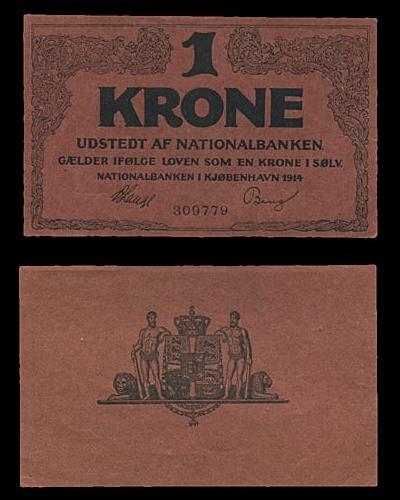 1
KRONE
UDSTEDT AF NATIONALBANKEN.
GÆLDER IFØLGE LOVEN SOM EN KRONE I SØLV.
NATIONALBANKEN I KJØBENHAVN 1914
309779